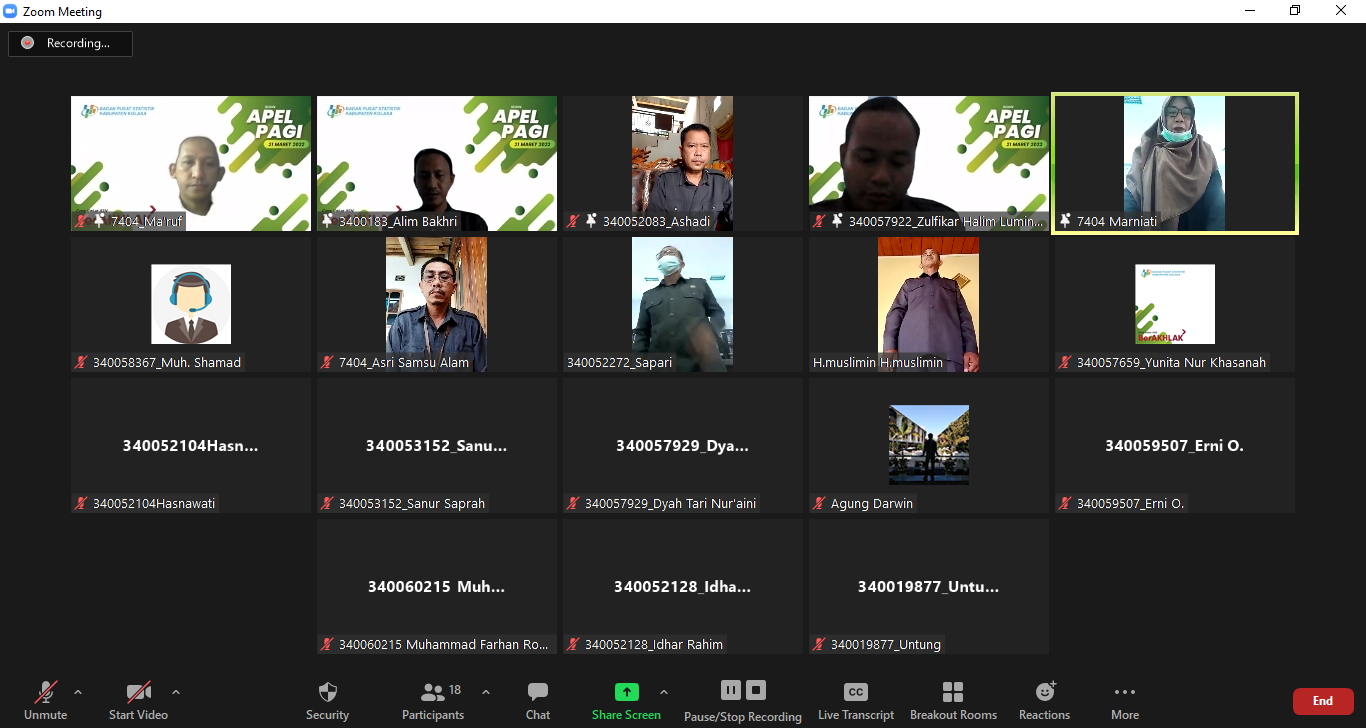 Zoom Meeting
Recording...
BADAN PUSAT STATISTIK
KABUPATEN KOLAKA
APEL
PAGI
21 MARET 2022
7404_Ma'ruf
BADAN PUSAT STATISTIK
KABUPATEN KOLAKA
APEL
PAGI
21 MARET 2022
3400183_Alim Bakhri
340052083_Ashadi
APEL
PAGI
21 MARET 2022
340057922_Zulfikar Halim Lumin...
7404 Marniati
340058367_Muh. Shamad
7404_Asri Samsu Alam
340052272_Sapari
H.muslimin H.muslimin
BADAN PUSAT STATISTIK
KABUPATEN KOLAKA
BerAKHLAK
340057659_Yunita Nur Khasanah
340052104Hasn...
340052104Hasnawati
340053152_Sanu...
340053152_Sanur Saprah
340057929_Dya...
340057929_Dyah Tari Nur'aini
Agung Darwin
340059507_Erni O.
340059507_Erni O.
340060215 Muh...
340060215 Muhammad Farhan Ro...
340052128_Idha...
340052128_Idhar Rahim
340019877_Untu...
340019877_Untung
Unmute
Start Video
Security
18
Participants
Chat
Share Screen
Pause/Stop Recording
CC
Live Transcript
Breakout Rooms
Reactions
More
End